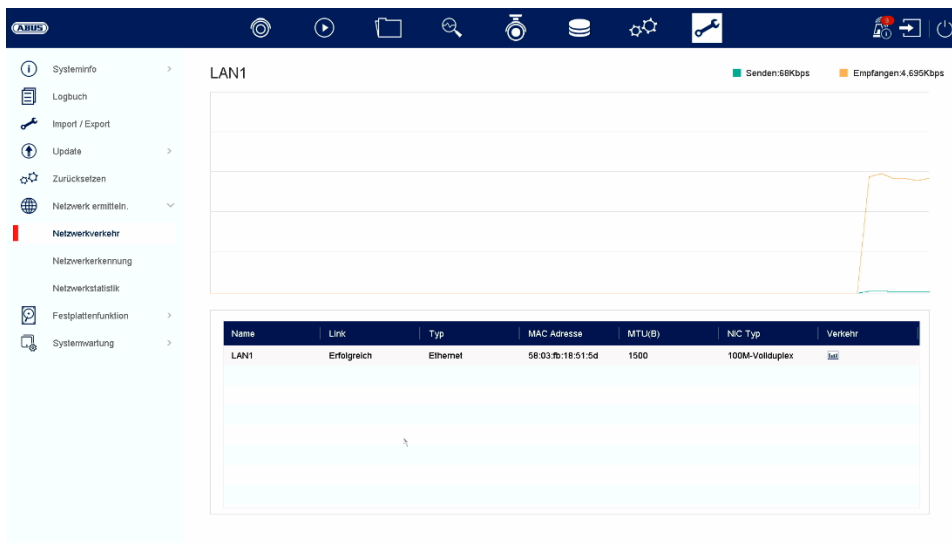 ABUS
9
Systeminfo
Logbuch
Import / Export
Update
Zurücksetzen
Netzwerk ermitteln.
Netzwerkverkehr
Netzwerkerkennung
Netzwerkstatistik
Festplattenfunktion
Systemwartung
LAN1
Senden:68Kbps
Empfangen:4,695Kbps
Name Link Typ MAC Adresse MTU(B) NIC Typ Verkehr
LAN1 Erfolgreich Ethernet 58:03:fb:18:51:5d 1500 100M-Vollduplex